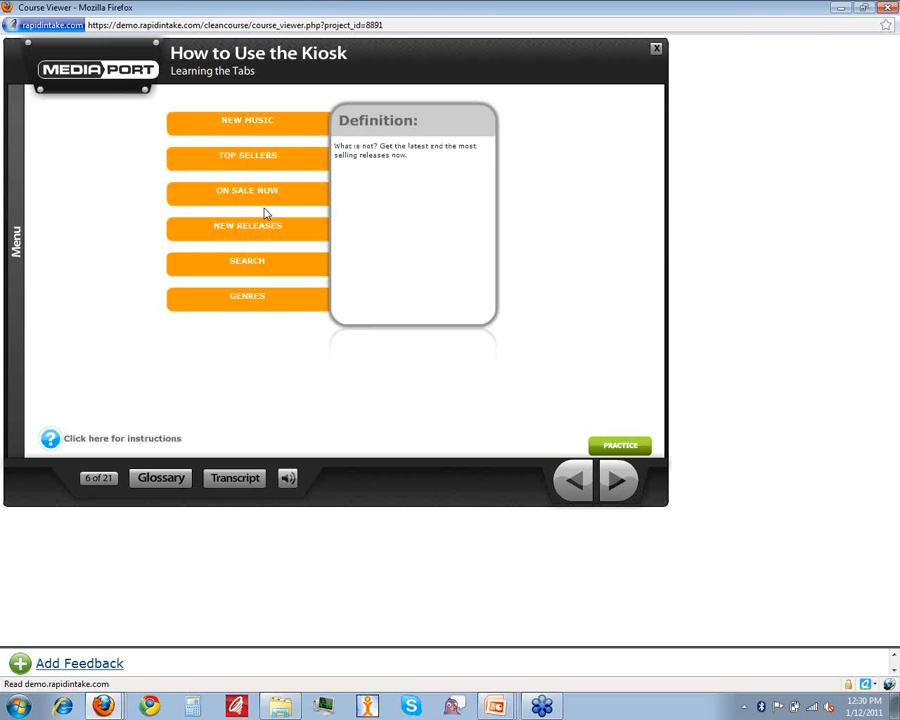 Course Viewer - Mozilla Firefox
rapidintake.com https://demo.rapidintake.com/cleancourse/course_viewer.php?project_id=8891
MEDIAPORT
How to Use the Kiosk
Learning the Tabs
X
Menu
NEW MUSIC
TOP SELLERS
ON SALE NOW
NEW RELEASES
SEARCH
GENRES
Definition:
What is not? Get the latest and the most
selling releases now.
? Click here for instructions
PRACTICE
6 of 21 Glossary Transcript
Add Feedback
Read demo.rapidintake.com
12:30 PM
1/12/2011